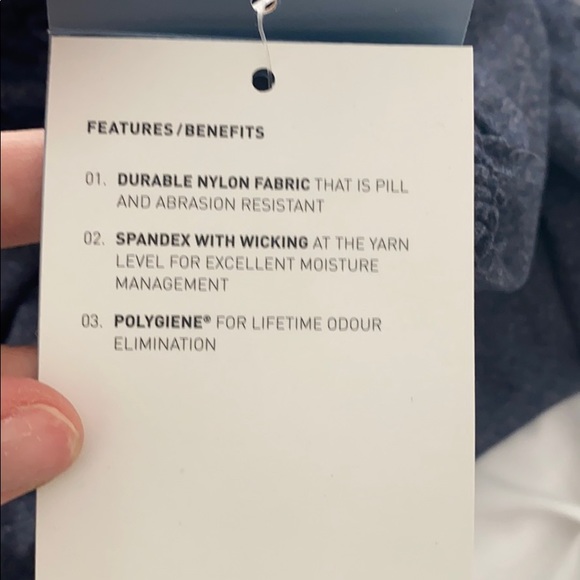 FEATURES/BENEFITS
01. DURABLE NYLON FABRIC THAT IS PILL
AND ABRASION RESISTANT
02. SPANDEX WITH WICKING AT THE YARN
LEVEL FOR EXCELLENT MOISTURE
MANAGEMENT
03. POLYGIENE® FOR LIFETIME ODOUR
ELIMINATION